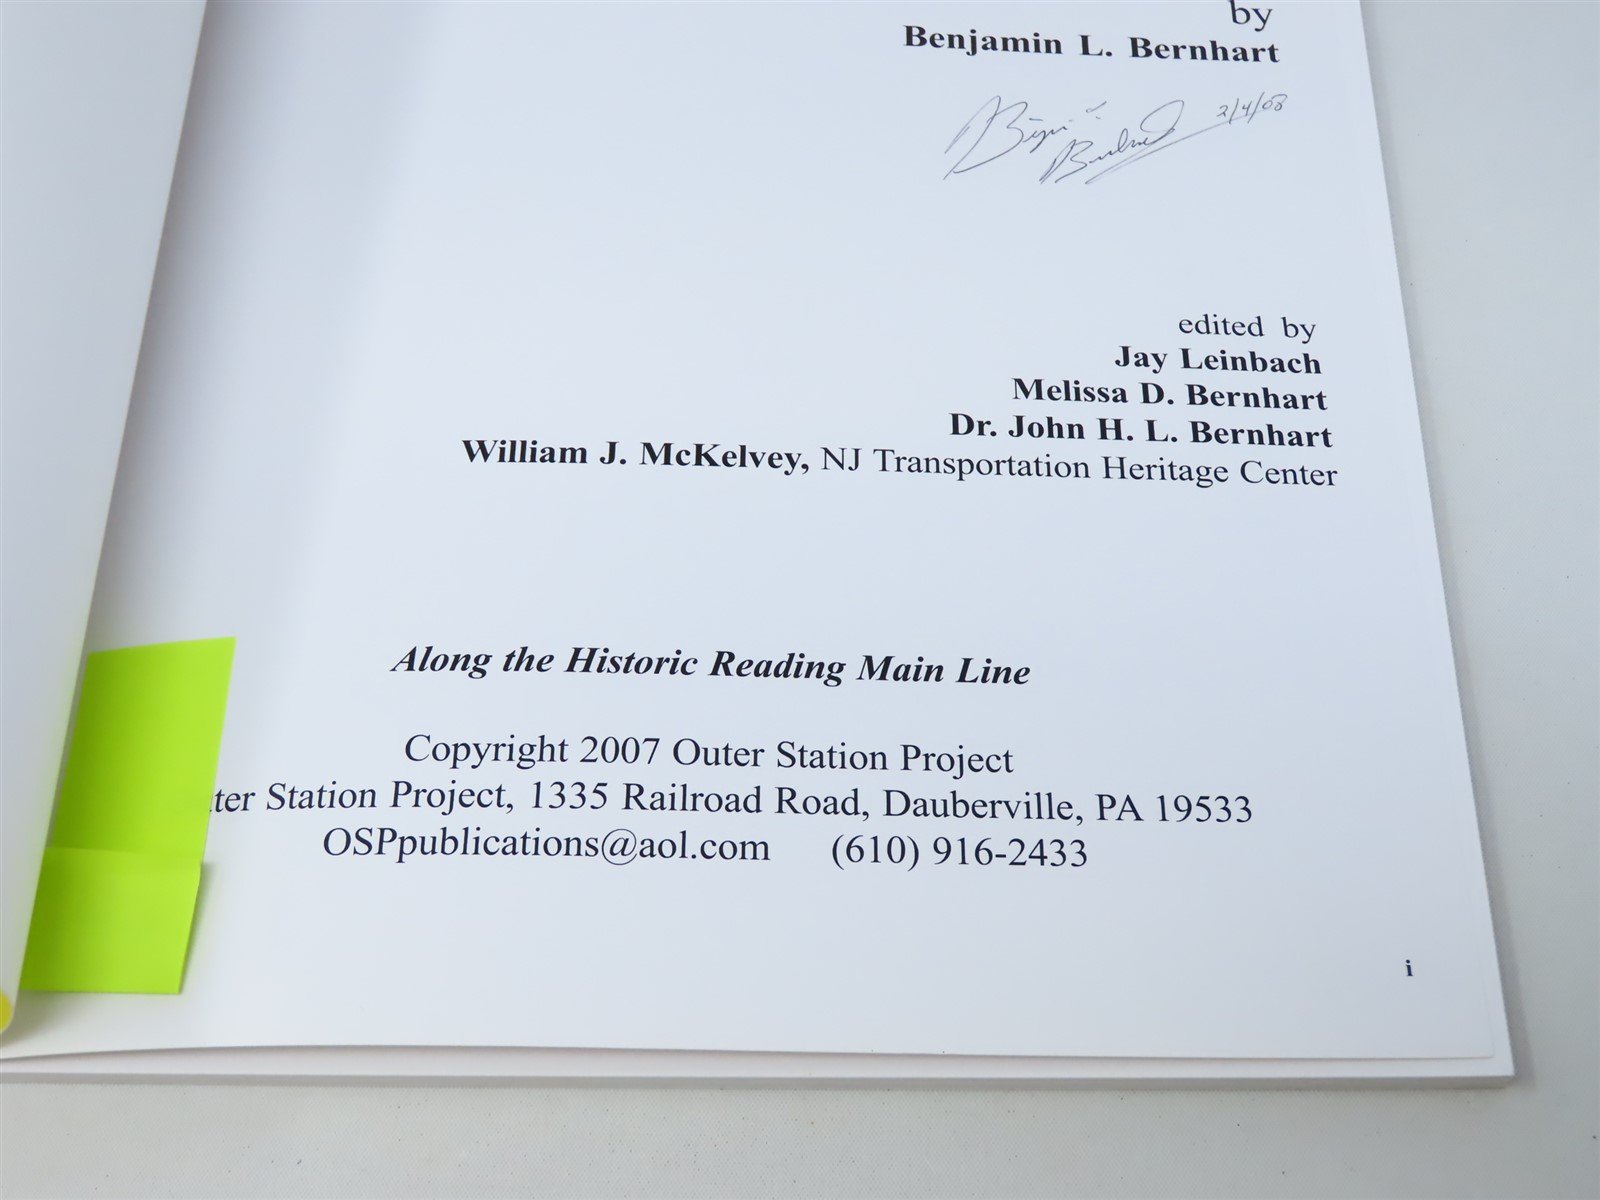 by
Benjamin L. Bernhart
2/4/08
edited by
Jay Leinbach
Melissa D. Bernhart
Dr. John H. L. Bernhart
William J. McKelvey, NJ Transportation Heritage Center
Along the Historic Reading Main Line
Copyright 2007 Outer Station Project
ter Station Project, 1335 Railroad Road, Dauberville, PA 19533
OSPpublications@aol.com (610) 916-2433
i